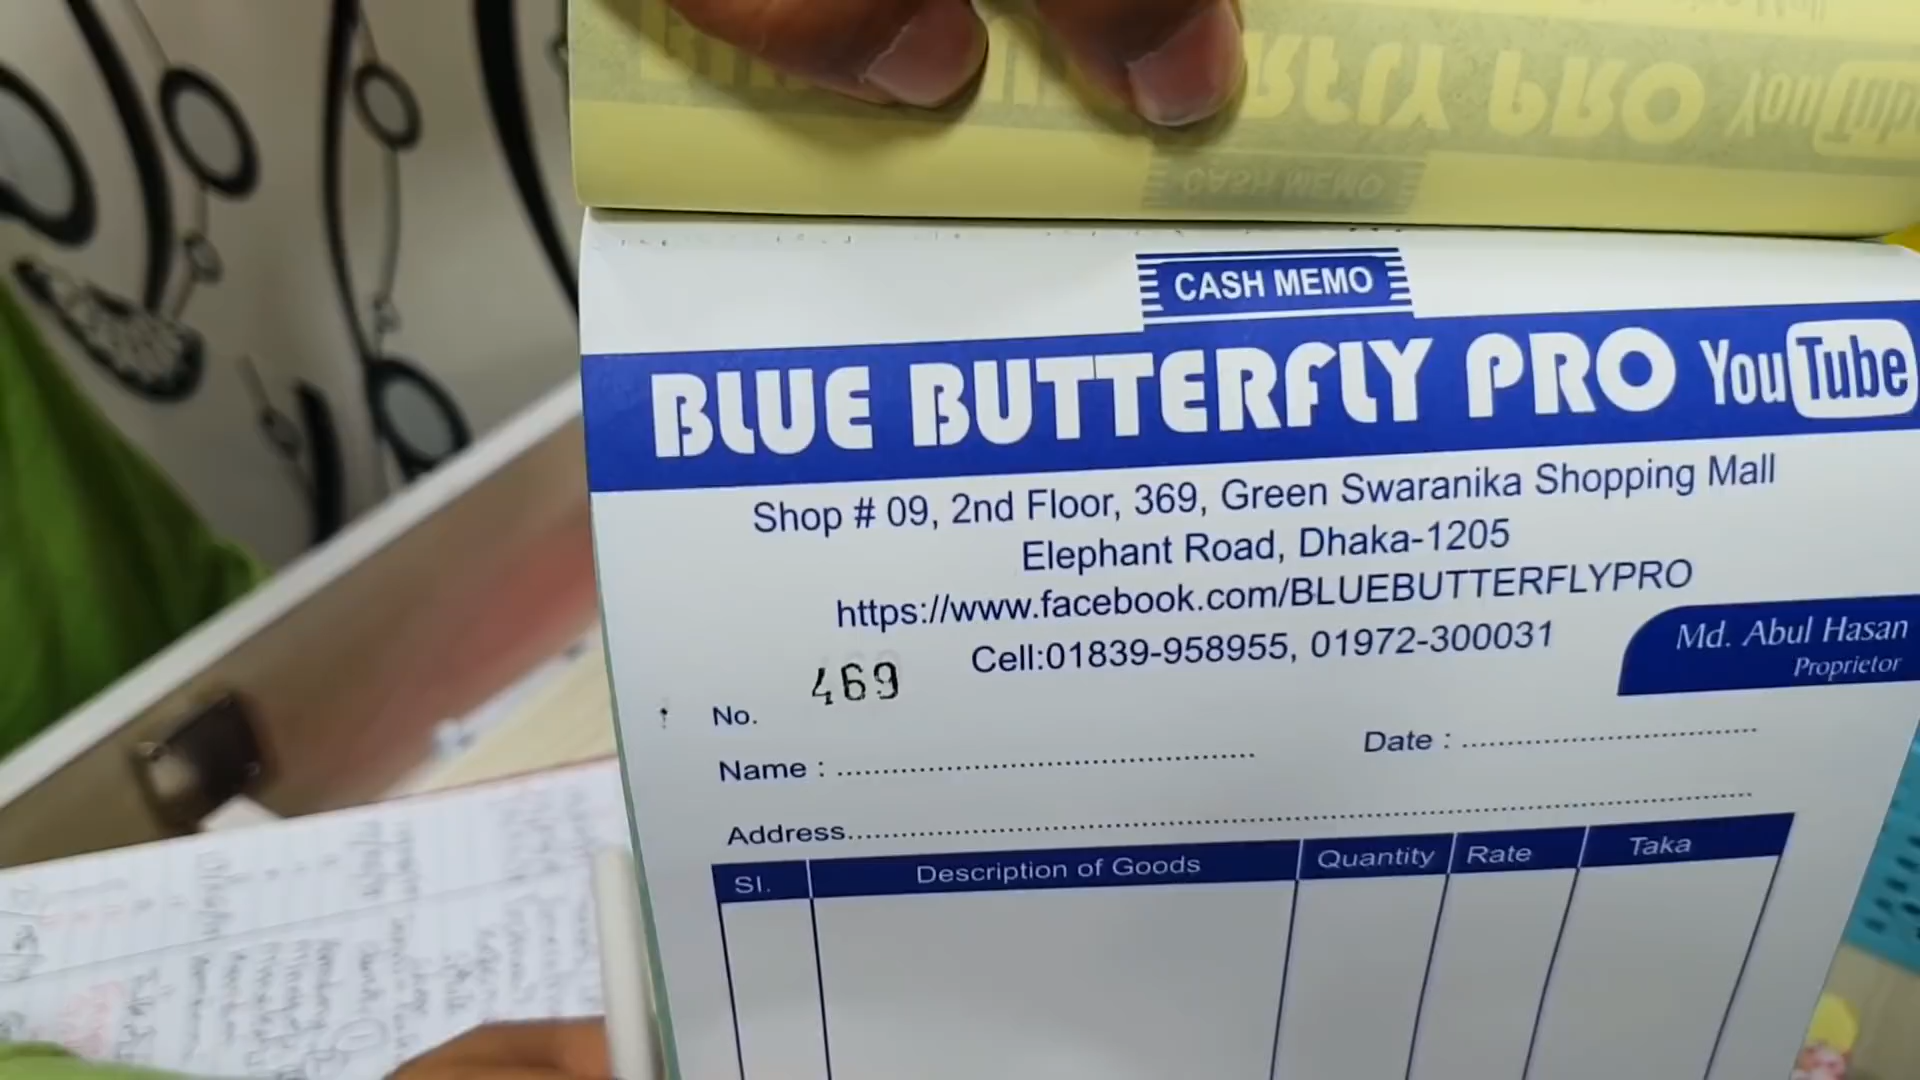 CASH MEMO
BLUE BUTTERFLY PRO YouTube
Shop # 09, 2nd Floor, 369, Green Swaranika Shopping Mall
Elephant Road, Dhaka-1205
https://www.facebook.com/BLUEBUTTERFLYPRO
Cell:01839-958955, 01972-300031
Md. Abul Hasan
Proprietor
No. 469
Name : Date :
Address
Sl. Description of Goods Quantity Rate Taka